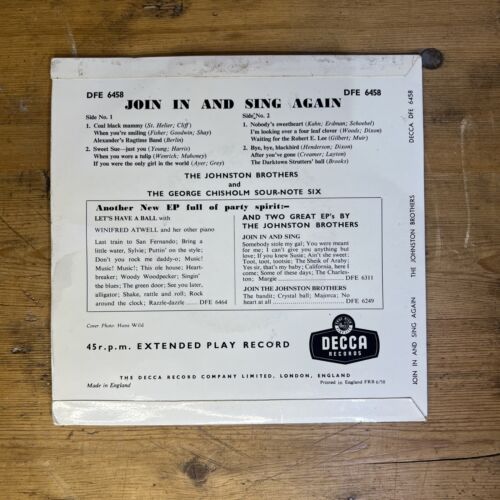 DFE 6458
DFE 6458
JOIN IN AND SING AGAIN
Side No. 1
1. Coal black mammy (St. Helier; Cliff)
When you're smiling (Fisher; Goodwin; Shay)
Alexander's Ragtime Band (Berlin)
2. Sweet Sue—just you (Young; Harris)
When you wore a tulip (Wenrich; Mahoney)
If you were the only girl in the world (Ayer; Grey)
Side No. 2
1. Nobody's sweetheart (Kahn; Erdman; Schoebel)
I'm looking over a four leaf clover (Woods; Dixon)
Waiting for the Robert E. Lee (Gilbert; Muir)
2. Bye, bye, blackbird (Henderson; Dixon)
After you've gone (Creamer; Layton)
The Darktown Strutters' ball (Brooks)
THE JOHNSTON BROTHERS
and
THE GEORGE CHISHOLM SOUR-NOTE SIX
Another New EP full of party spirit:—
LET'S HAVE A BALL with
WINIFRED ATWELL and her other piano
Last train to San Fernando; Bring a
little water, Sylvie; Puttin' on the style;
Don't you rock me daddy-o; Music!
Music! Music!; This ole house; Heart-
breaker; Woody Woodpecker; Singin'
the blues; The green door; See you later,
alligator; Shake, rattle and roll; Rock
around the clock; Razzle-dazzle ..... DFE 6464
AND TWO GREAT EP's BY
THE JOHNSTON BROTHERS
JOIN IN AND SING
Somebody stole my gal; You were meant
for me; I can't give you anything but
love; If you knew Susie; Ain't she sweet;
Toot, toot, tootsie; The Sheik of Araby;
Yes sir, that's my baby; California, here I
come; Some of these days; The Charles-
ton; Margie ..... DFE 6311
JOIN THE JOHNSTON BROTHERS
The bandit; Crystal ball; Majorca; No
heart at all ..... DFE 6249
Cover Photo Hans Wild
45 r.p.m. EXTENDED PLAY RECORD
DECCA
RECORDS
THE DECCA RECORD COMPANY LIMITED, LONDON, ENGLAND
Made in England
Printed in England FRB 6/58
DECCA DFE 6458
THE JOHNSTON BROTHERS
JOIN IN AND SING AGAIN